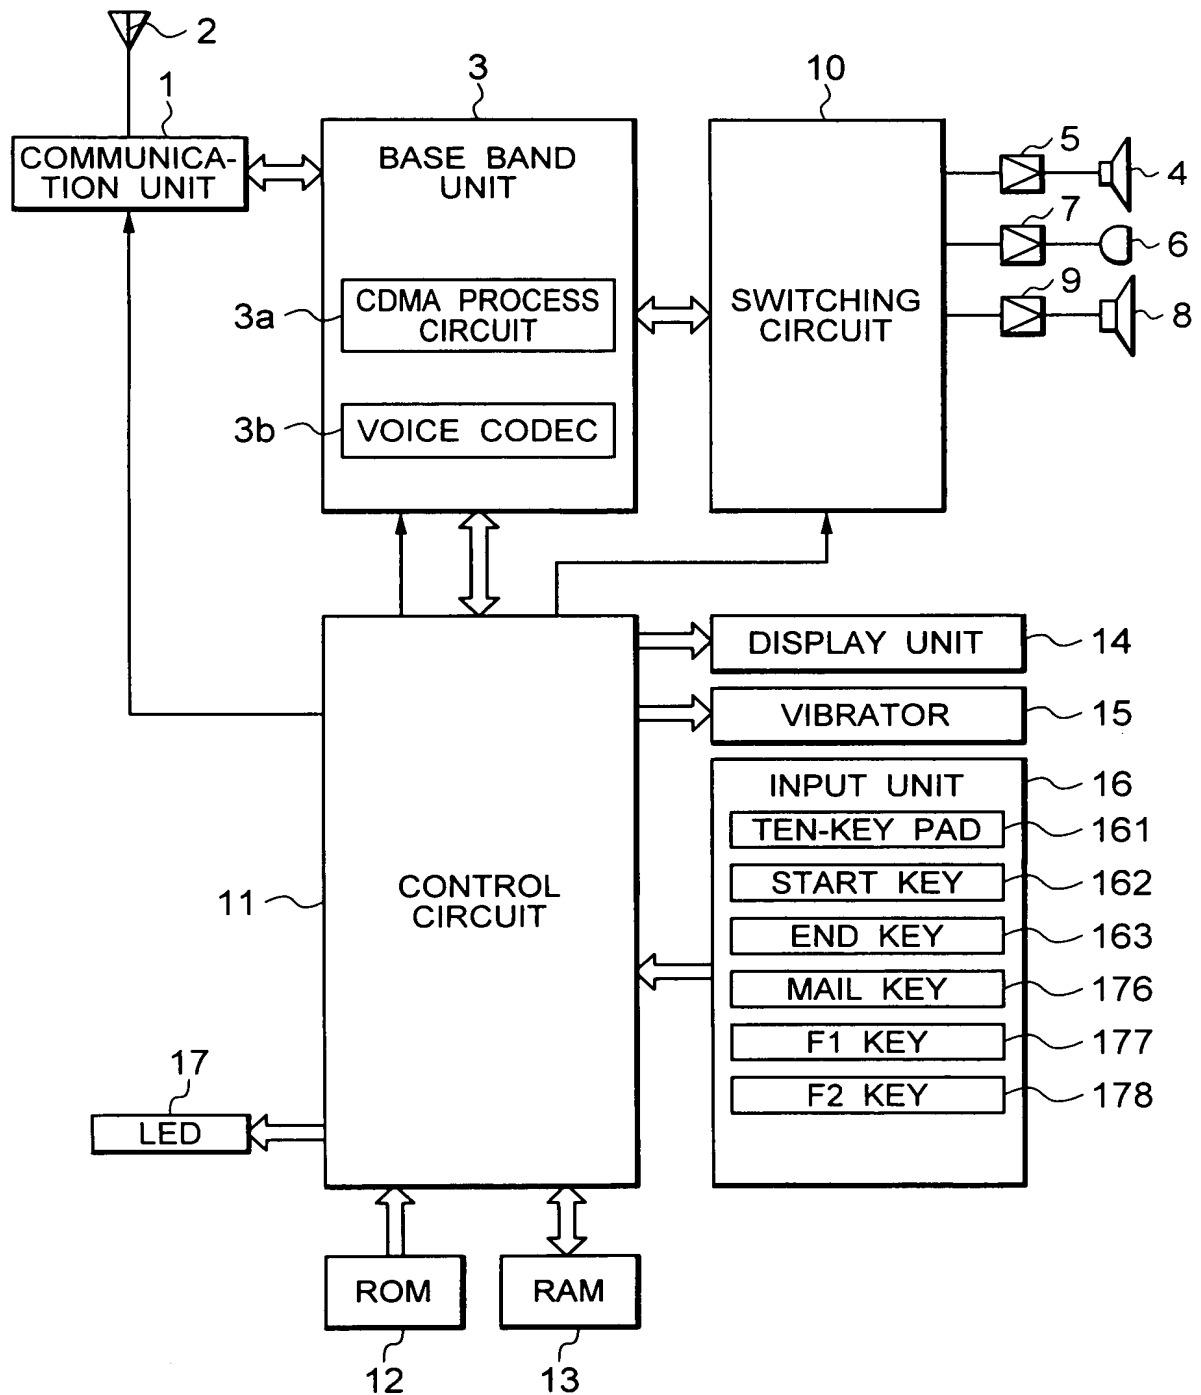 2
1
COMMUNICA-
TION UNIT
3
BASE BAND
UNIT
3a
CDMA PROCESS
CIRCUIT
3b
VOICE CODEC
10
SWITCHING
CIRCUIT
5
4
7
6
9
8
11
CONTROL
CIRCUIT
DISPLAY UNIT
14
VIBRATOR
15
INPUT UNIT
16
TEN-KEY PAD
161
START KEY
162
END KEY
163
MAIL KEY
176
F1 KEY
177
F2 KEY
178
17
LED
ROM
12
RAM
13